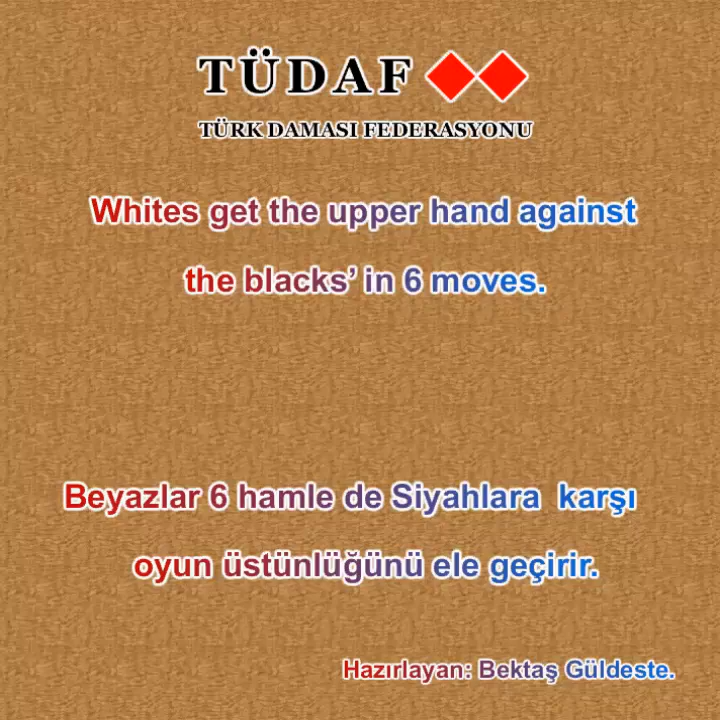 TÜDAF
TÜRK DAMASI FEDERASYONU
Whites get the upper hand against
the blacks’ in 6 moves.
Beyazlar 6 hamle de Siyahlara karşı
oyun üstünlüğünü ele geçirir.
Hazırlayan: Bektaş Güldeste.